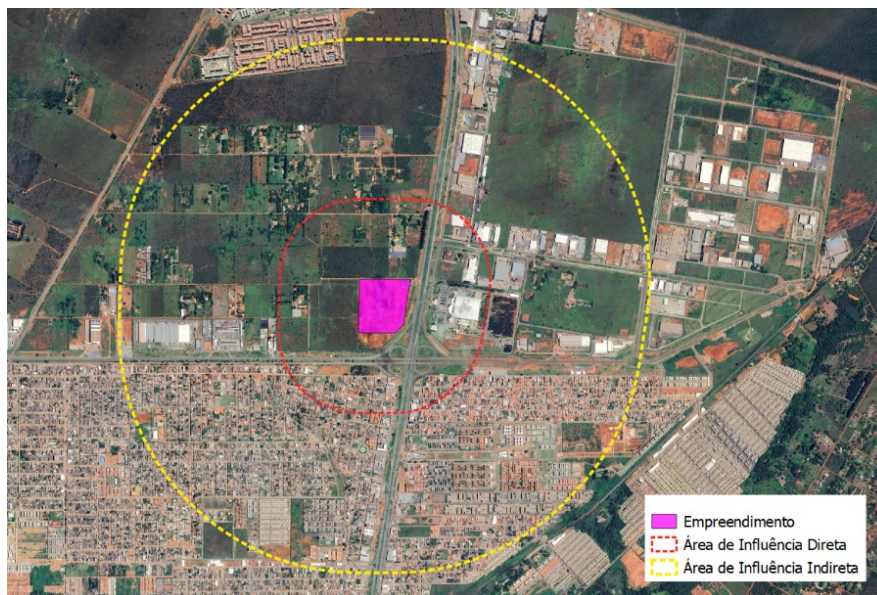 Empreendimento
Área de Influência Direta
Área de Influência Indireta